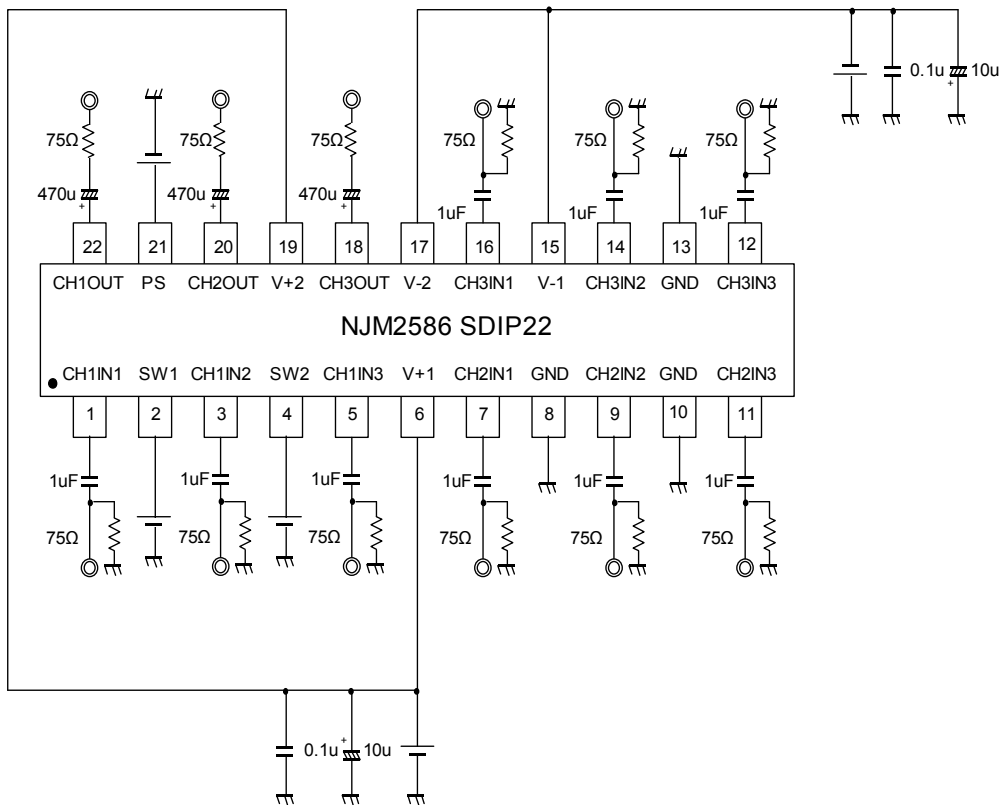 0.1u 10u
+
75Ω 75Ω 75Ω 75Ω 75Ω 75Ω
470u 470u 470u
+ + +
1uF 1uF 1uF
22 21 20 19 18 17 16 15 14 13 12
CH1OUT PS CH2OUT V+2 CH3OUT V-2 CH3IN1 V-1 CH3IN2 GND CH3IN3
NJM2586 SDIP22
CH1IN1 SW1 CH1IN2 SW2 CH1IN3 V+1 CH2IN1 GND CH2IN2 GND CH2IN3
1 2 3 4 5 6 7 8 9 10 11
1uF 1uF 1uF 1uF 1uF 1uF
75Ω 75Ω 75Ω 75Ω 75Ω 75Ω
+
0.1u 10u